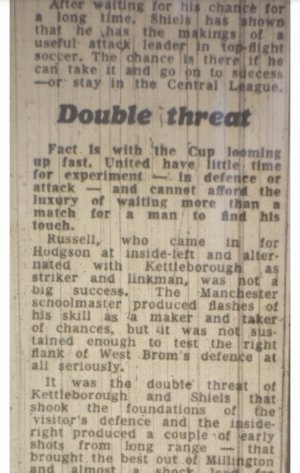 After waiting for his chance for
a long time, Shiels has shown
that he has the makings of a
useful attack leader in top-flight
soccer. The chance is there if he
can take it and go on to success
—or stay in the Central League.
Double threat
Fact is with the Cup looming
up fast, United have little time
for experiment — in defence or
attack — and cannot afford the
luxury of waiting more than a
match for a man to find his
touch.
Russell, who came in for
Hodgson at inside-left and alter-
nated with Kettleborough as
striker and linkman, was not a
big success. The Manchester
schoolmaster produced flashes of
his skill as a maker and taker
of chances, but it was not sus-
tained enough to test the right
flank of West Brom's defence at
all seriously.
It was the double threat of
Kettleborough and Shiels that
shook the foundations of the
visitor's defence and the inside-
right produced a couple of early
shots from long range — that
brought the best out of Millington
and almost a shock lead for